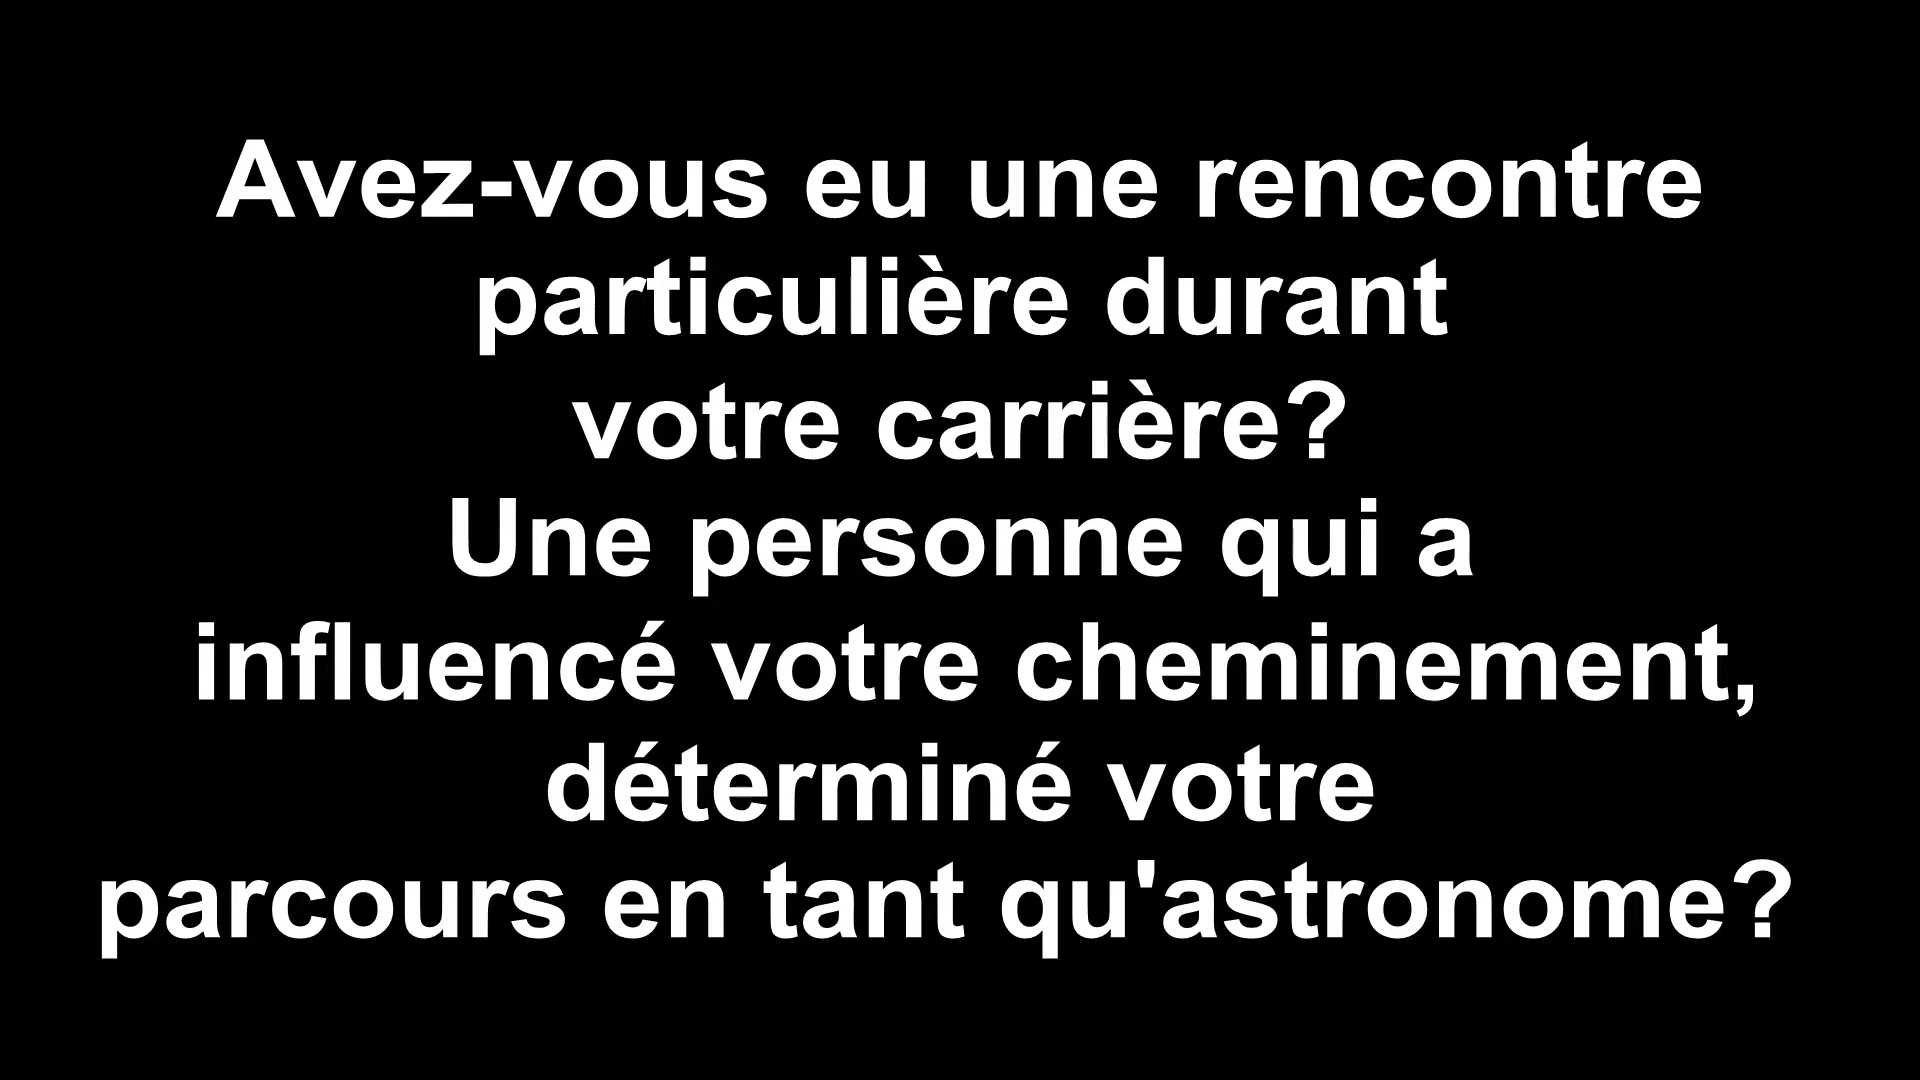 Avez-vous eu une rencontre
particulière durant
votre carrière?
Une personne qui a
influencé votre cheminement,
déterminé votre
parcours en tant qu'astronome?